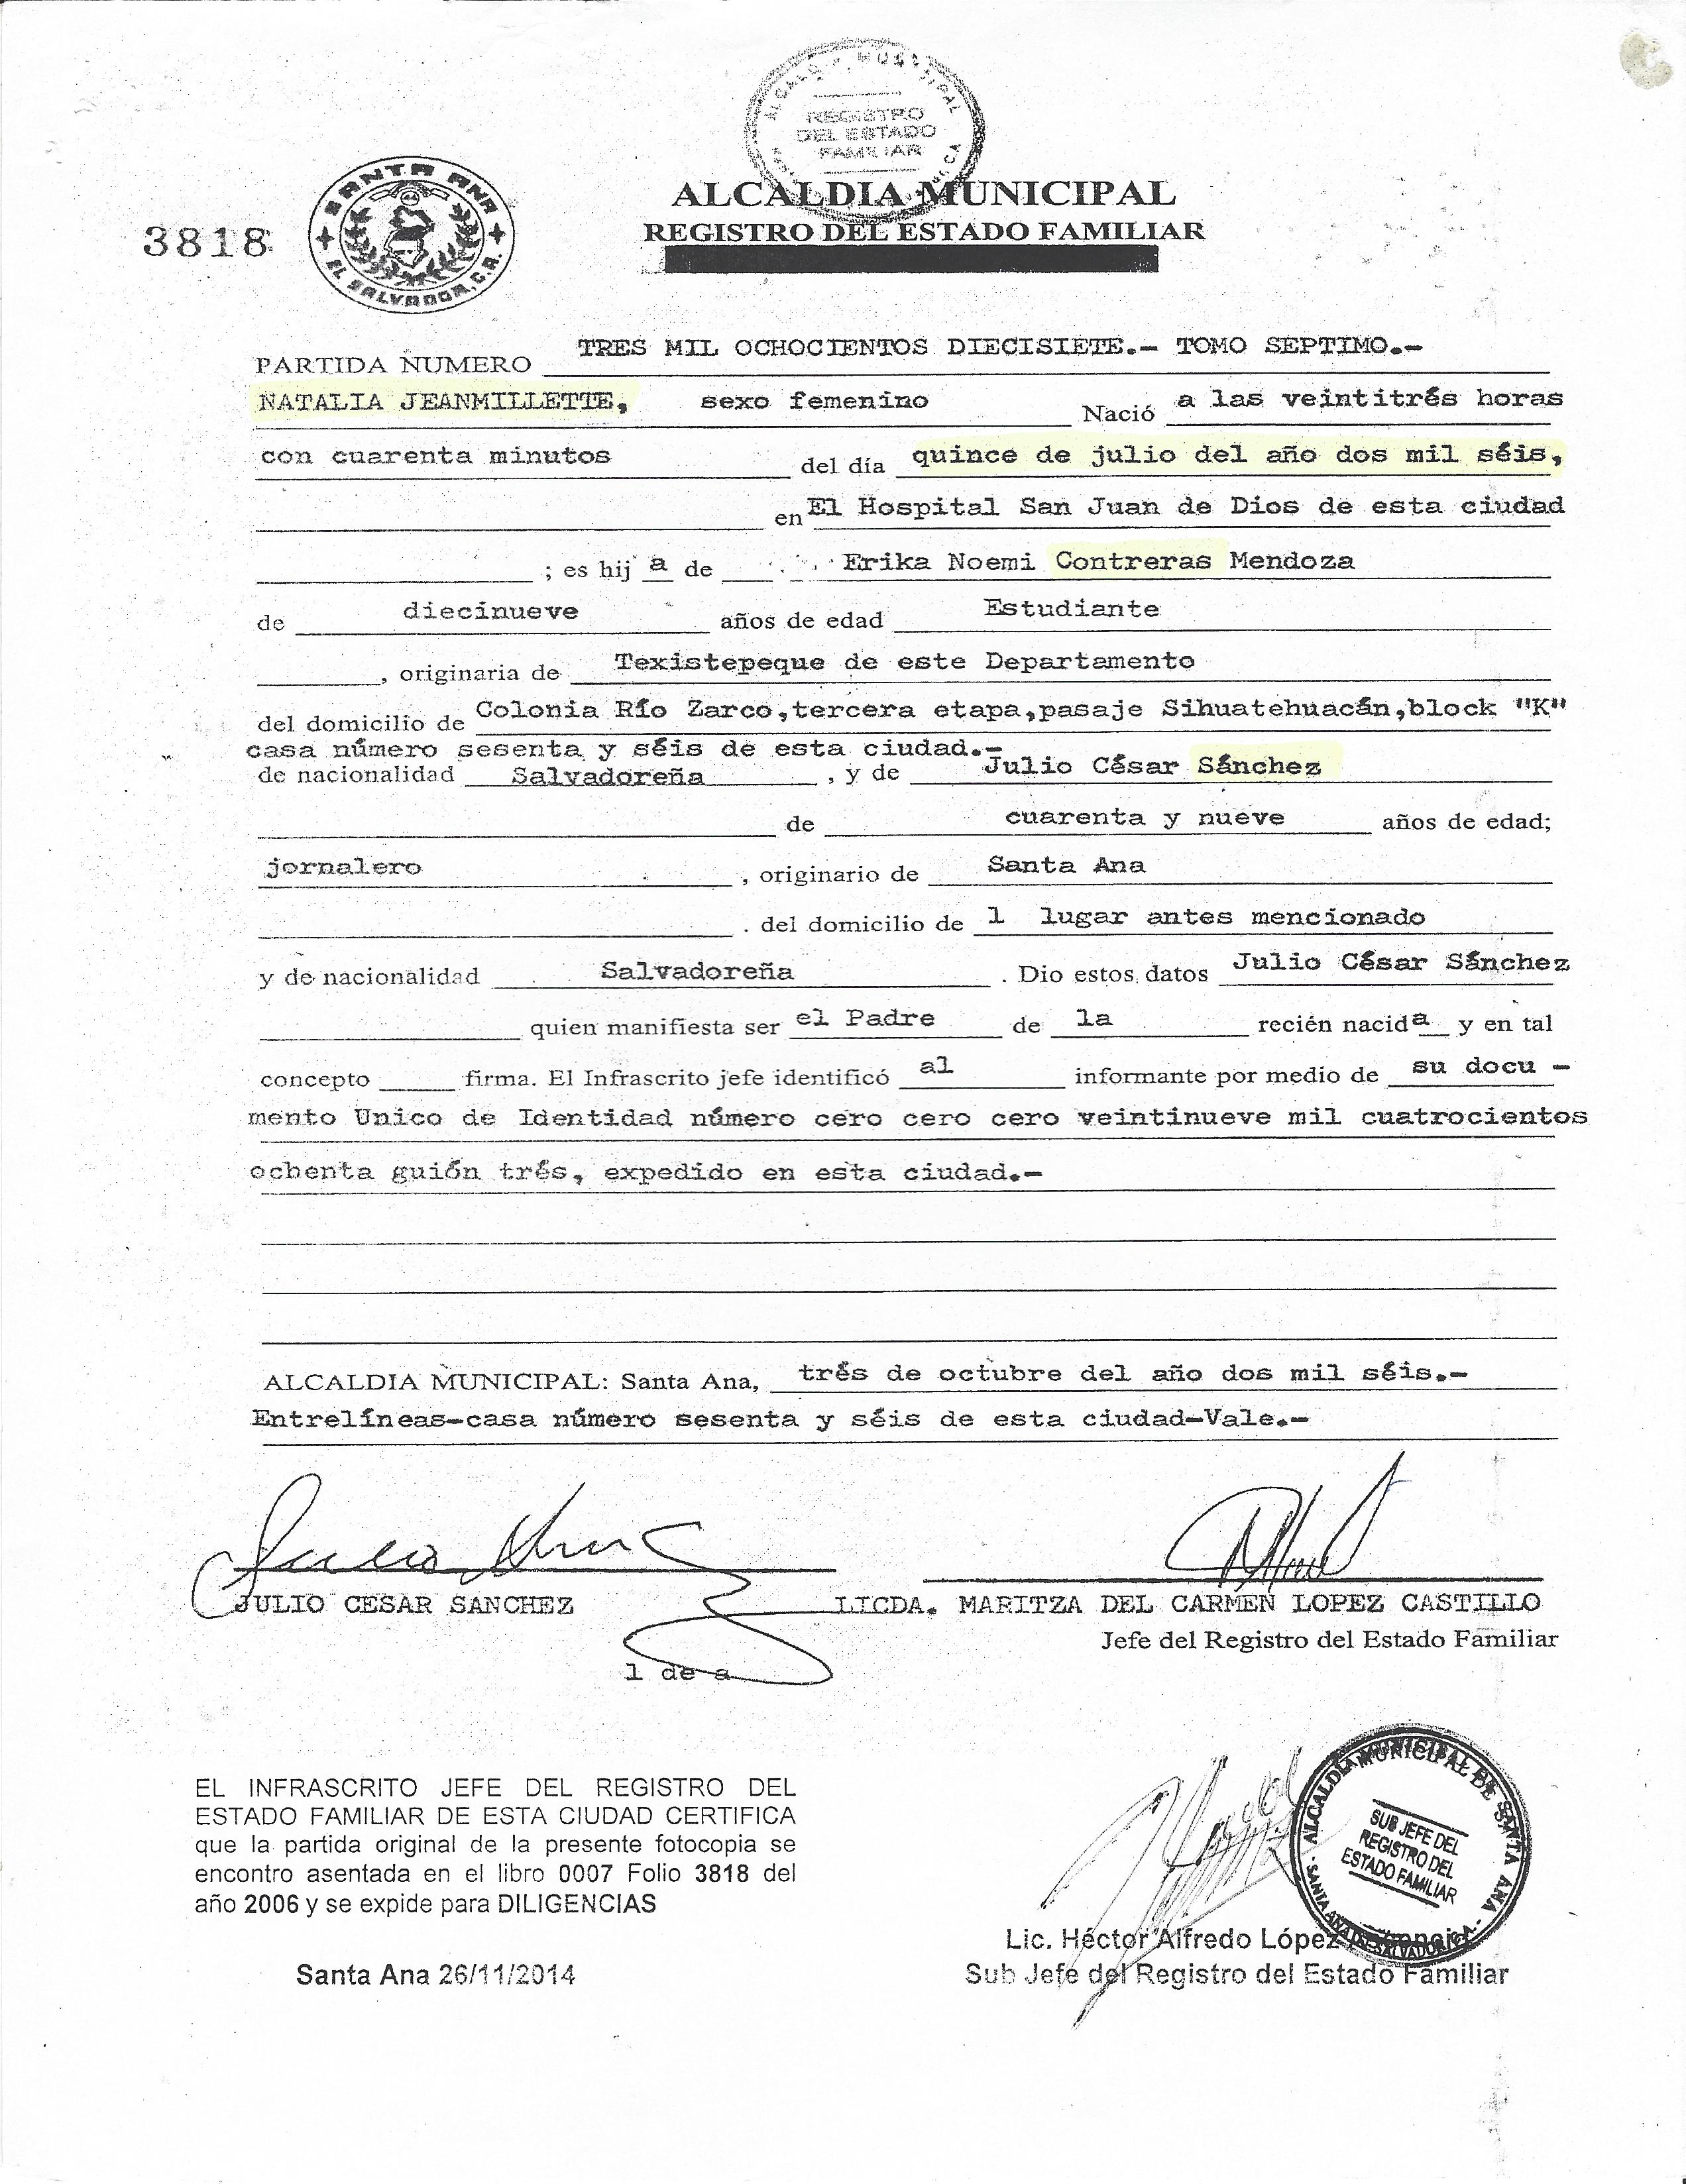 REGISTRO
DEL ESTADO
FAMILIAR
ALCALDIA MUNICIPAL
REGISTRO DEL ESTADO FAMILIAR
3818
SANTA ANA
EL SALVADOR, C.A.
PARTIDA NUMERO TRES MIL OCHOCIENTOS DIECISIETE.- TOMO SEPTIMO.-
NATALIA JEANMILLETTE, sexo femenino Nació a las veintitrés horas
con cuarenta minutos del día quince de julio del año dos mil séis,
en El Hospital San Juan de Dios de esta ciudad
; es hij a de Erika Noemi Contreras Mendoza
de diecinueve años de edad Estudiante
, originaria de Texistepeque de este Departamento
del domicilio de Colonia Río Zarco,tercera etapa,pasaje Sihuatehuacán,block "K"
casa número sesenta y séis de esta ciudad.-
de nacionalidad Salvadoreña , y de Julio César Sánchez
de cuarenta y nueve años de edad;
jornalero , originario de Santa Ana
. del domicilio de l lugar antes mencionado
y de nacionalidad Salvadoreña . Dio estos datos Julio César Sánchez
quien manifiesta ser el Padre de la recién nacida y en tal
concepto firma. El Infrascrito jefe identificó al informante por medio de su docu -
mento Unico de Identidad número cero cero cero veintinueve mil cuatrocientos
ochenta guión trés, expedido en esta ciudad.-
ALCALDIA MUNICIPAL: Santa Ana, trés de octubre del año dos mil séis.-
Entrelíneas-casa número sesenta y séis de esta ciudad-Vale.-
JULIO CESAR SANCHEZ LICDA. MARITZA DEL CARMEN LOPEZ CASTILLO
Jefe del Registro del Estado Familiar
l de a
EL INFRASCRITO JEFE DEL REGISTRO DEL
ESTADO FAMILIAR DE ESTA CIUDAD CERTIFICA
que la partida original de la presente fotocopia se
encontro asentada en el libro 0007 Folio 3818 del
año 2006 y se expide para DILIGENCIAS
Santa Ana 26/11/2014
ALCALDIA MUNICIPAL DE SANTA ANA
SUB JEFE DEL
REGISTRO DEL
ESTADO FAMILIAR
Lic. Héctor Alfredo López
Sub Jefe del Registro del Estado Familiar